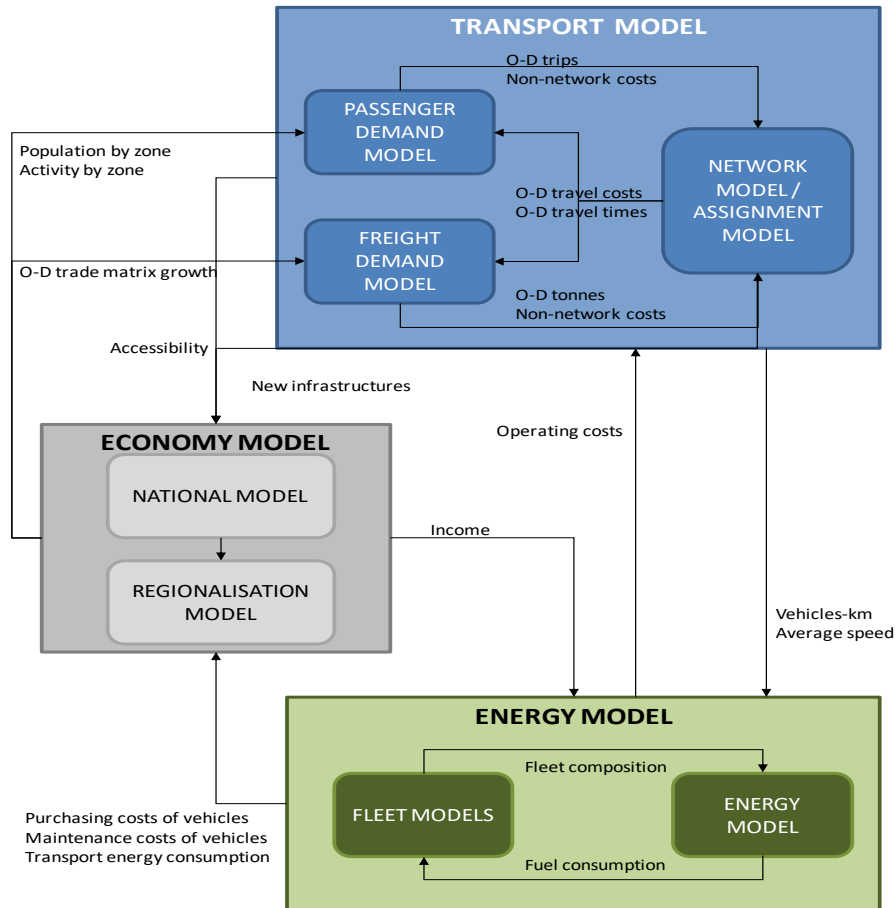 TRANSPORT MODEL
O-D trips
Non-network costs
PASSENGER
DEMAND
MODEL
Population by zone
Activity by zone
NETWORK
MODEL /
ASSIGNMENT
MODEL
O-D travel costs
O-D travel times
FREIGHT
DEMAND
MODEL
O-D trade matrix growth
O-D tonnes
Non-network costs
Accessibility
New infrastructures
Operating costs
ECONOMY MODEL
NATIONAL MODEL
Income
REGIONALISATION
MODEL
Vehicles-km
Average speed
ENERGY MODEL
Fleet composition
FLEET MODELS
ENERGY
MODEL
Fuel consumption
Purchasing costs of vehicles
Maintenance costs of vehicles
Transport energy consumption